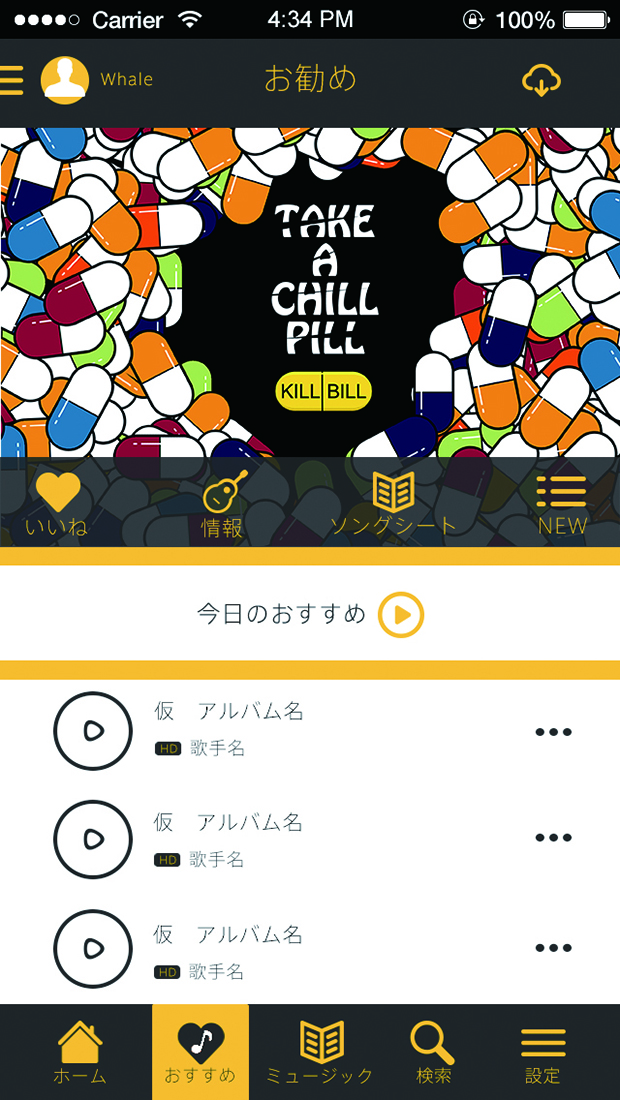 Carrier 4:34 PM 100%
Whale お勧め
TAKE
A
CHILL
PILL
KILL BILL
いいね 情報 ソングシート NEW
今日のおすすめ
仮　アルバム名
HD 歌手名
仮　アルバム名
HD 歌手名
仮　アルバム名
HD 歌手名
ホーム おすすめ ミュージック 検索 設定